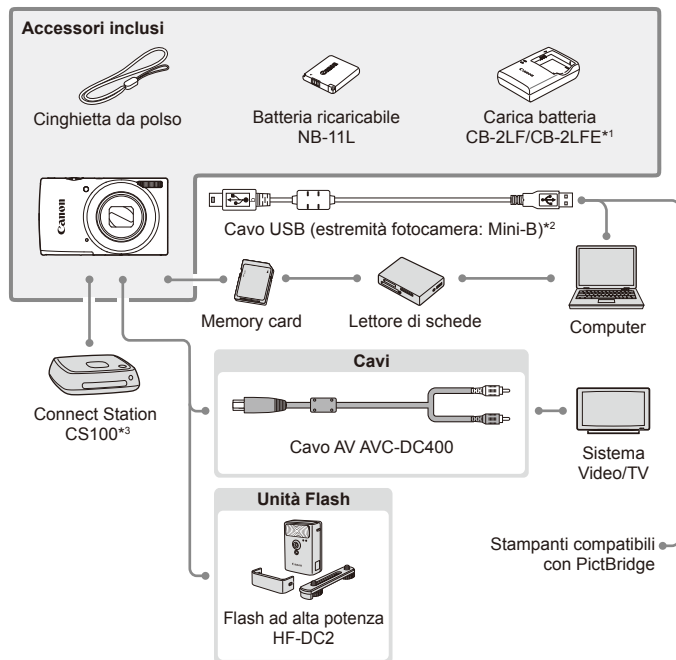 Accessori inclusi
Cinghietta da polso
Batteria ricaricabile
NB-11L
Carica batteria
CB-2LF/CB-2LFE*1
Canon
Cavo USB (estremità fotocamera: Mini-B)*2
Memory card
Lettore di schede
Computer
Connect Station
CS100*3
Cavi
Cavo AV AVC-DC400
Sistema
Video/TV
Unità Flash
Flash ad alta potenza
HF-DC2
Stampanti compatibili
con PictBridge